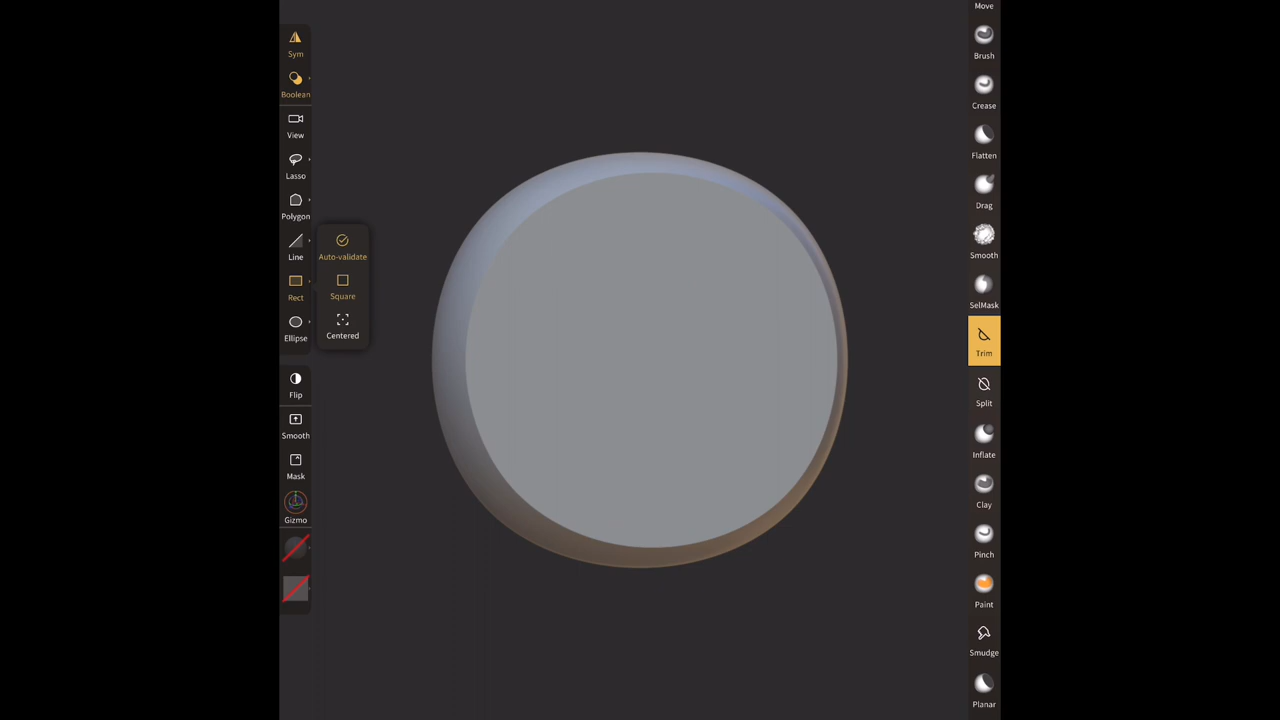 Sym
Boolean
View
Lasso
Polygon
Line
Rect
Ellipse
Flip
Smooth
Mask
Gizmo
Auto-validate
Square
Centered
Move
Brush
Crease
Flatten
Drag
Smooth
SelMask
Trim
Split
Inflate
Clay
Pinch
Paint
Smudge
Planar